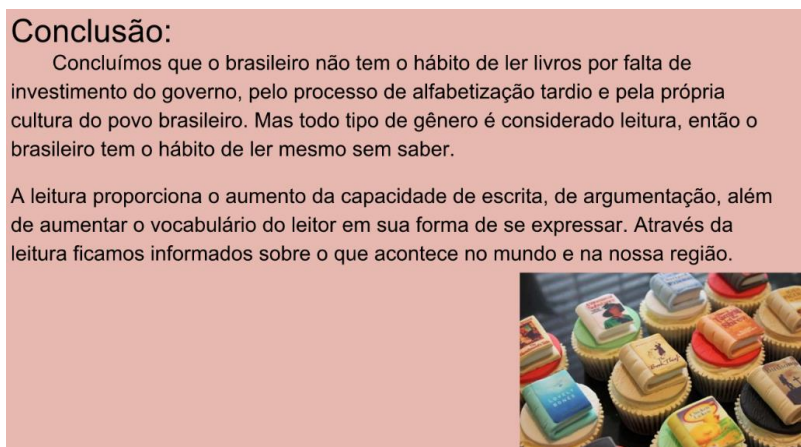 Conclusão:
Concluímos que o brasileiro não tem o hábito de ler livros por falta de
investimento do governo, pelo processo de alfabetização tardio e pela própria
cultura do povo brasileiro. Mas todo tipo de gênero é considerado leitura, então o
brasileiro tem o hábito de ler mesmo sem saber.
A leitura proporciona o aumento da capacidade de escrita, de argumentação, além
de aumentar o vocabulário do leitor em sua forma de se expressar. Através da
leitura ficamos informados sobre o que acontece no mundo e na nossa região.